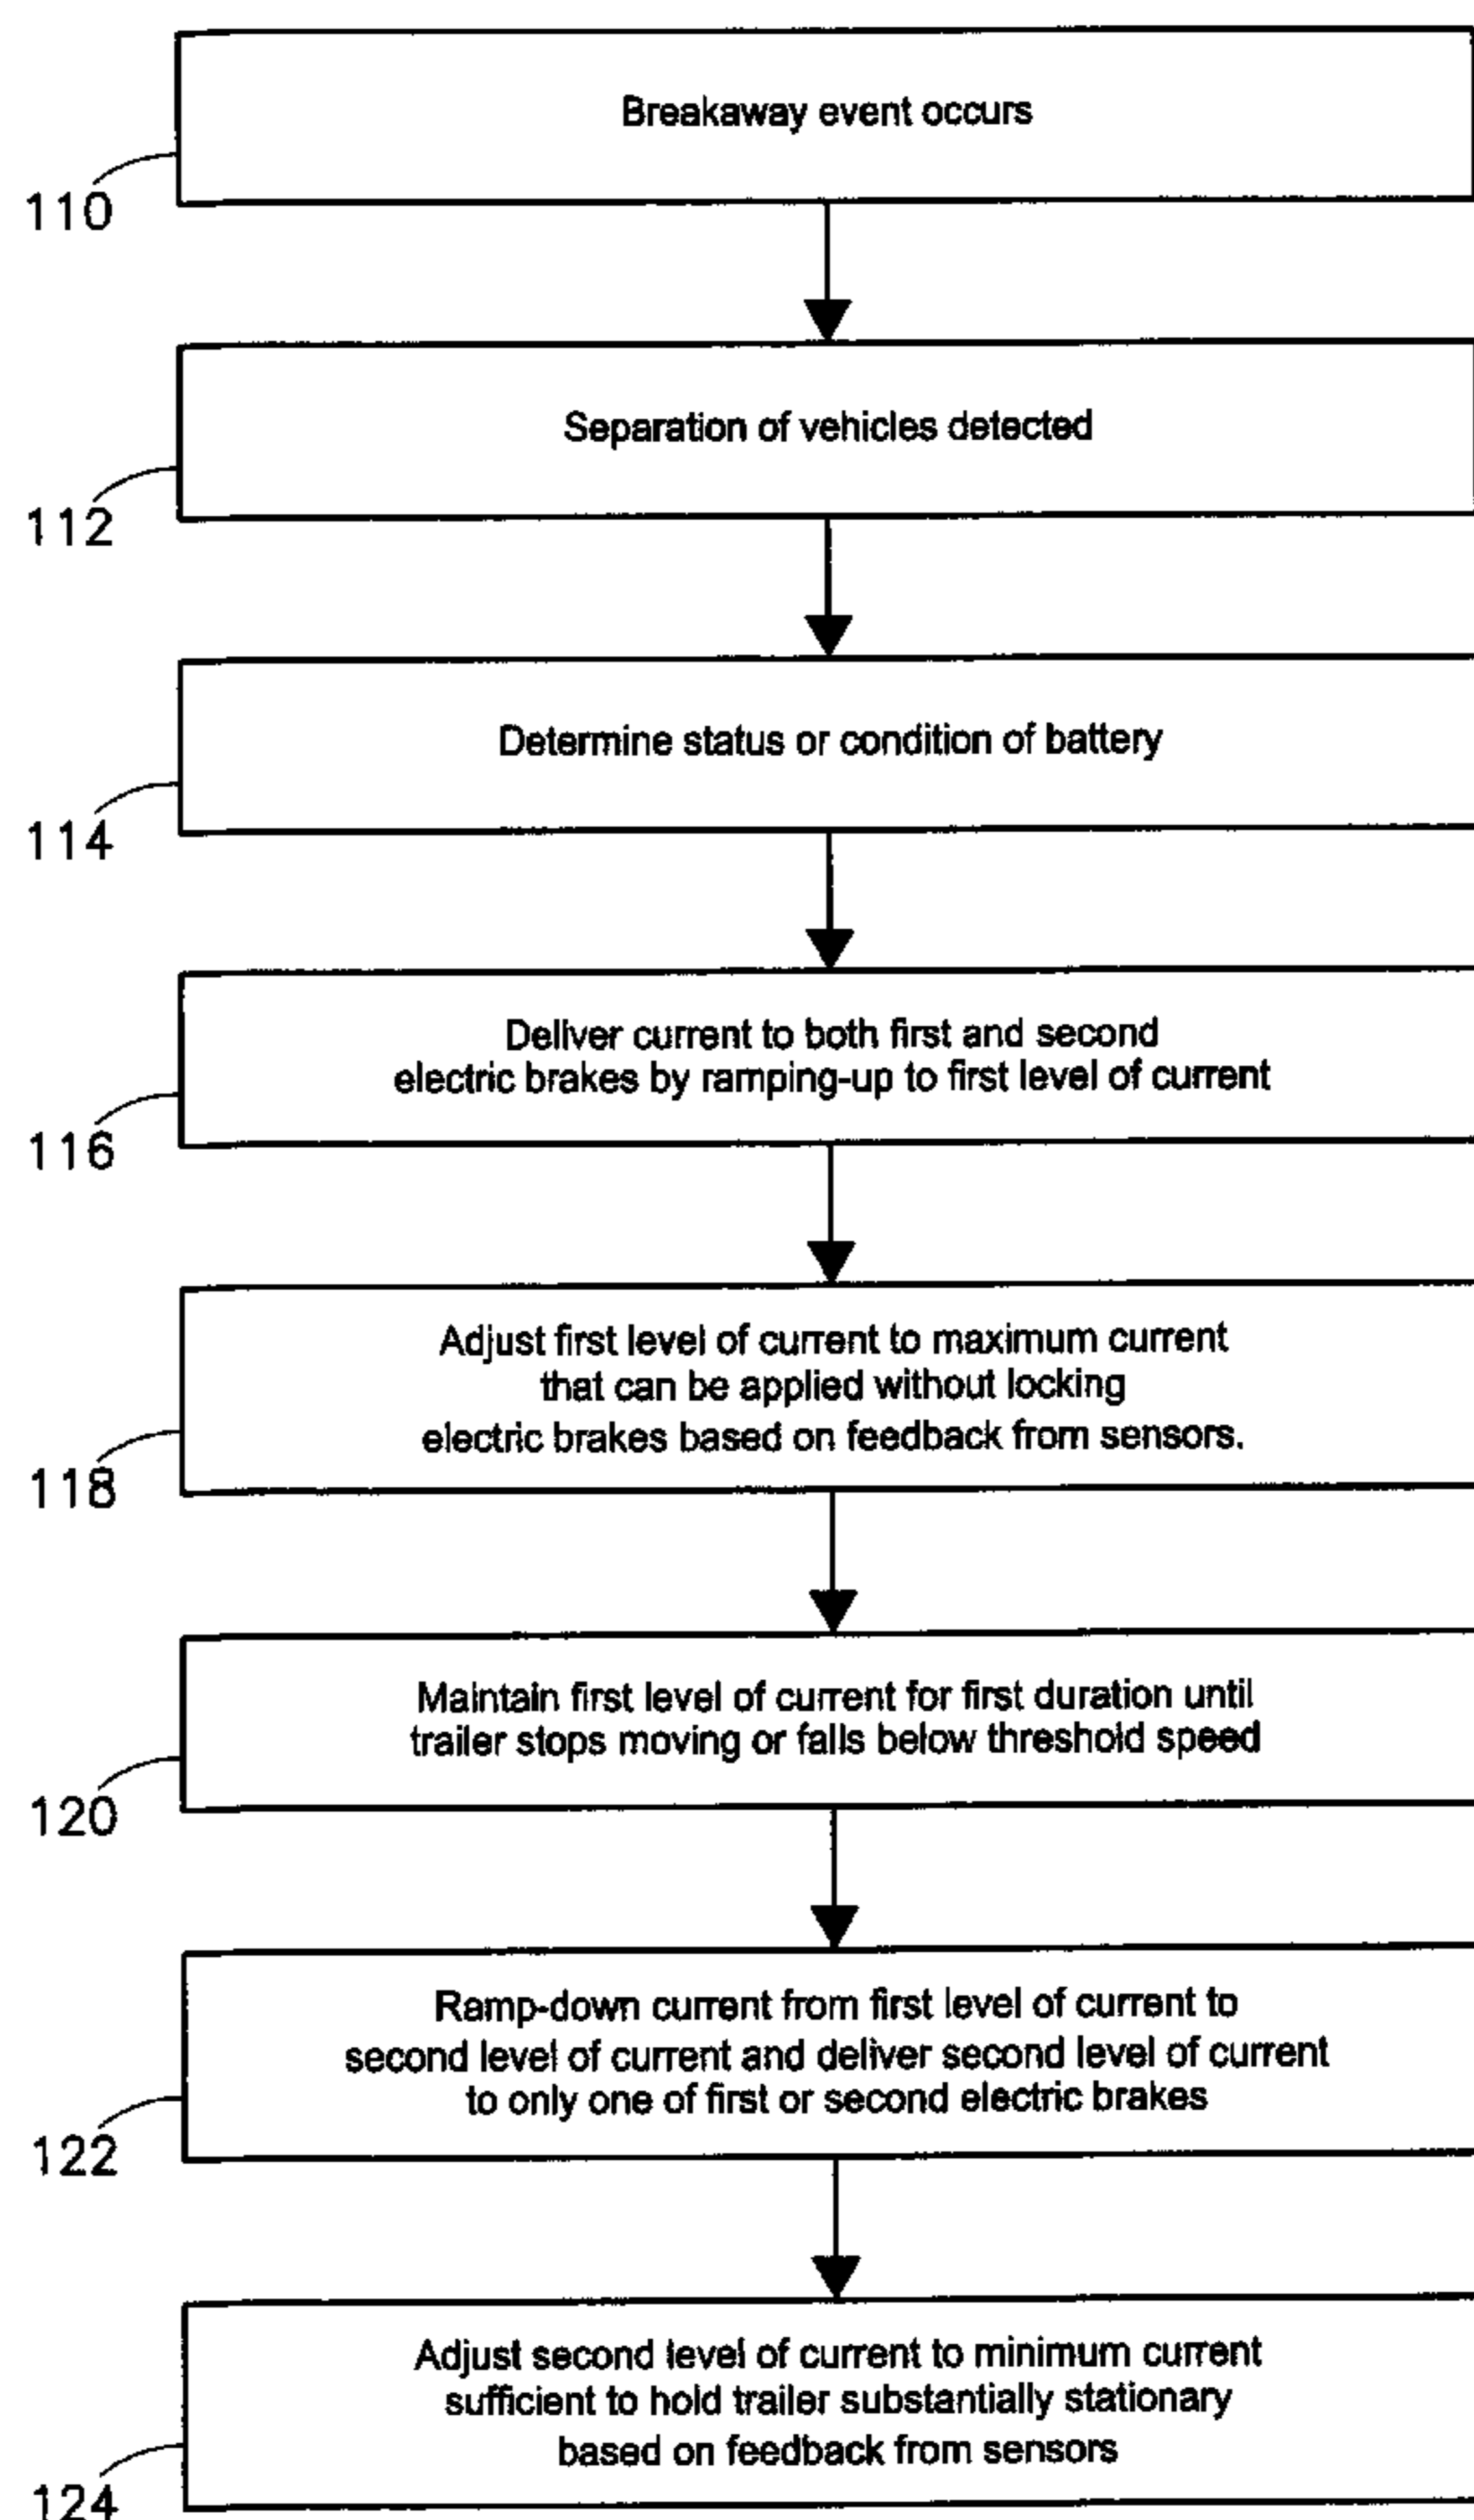 Breakaway event occurs
110
Separation of vehicles detected
112
Determine status or condition of battery
114
Deliver current to both first and second
electric brakes by ramping-up to first level of current
116
Adjust first level of current to maximum current
that can be applied without locking
electric brakes based on feedback from sensors.
118
Maintain first level of current for first duration until
trailer stops moving or falls below threshold speed
120
Ramp-down current from first level of current to
second level of current and deliver second level of current
to only one of first or second electric brakes
122
Adjust second level of current to minimum current
sufficient to hold trailer substantially stationary
based on feedback from sensors
124